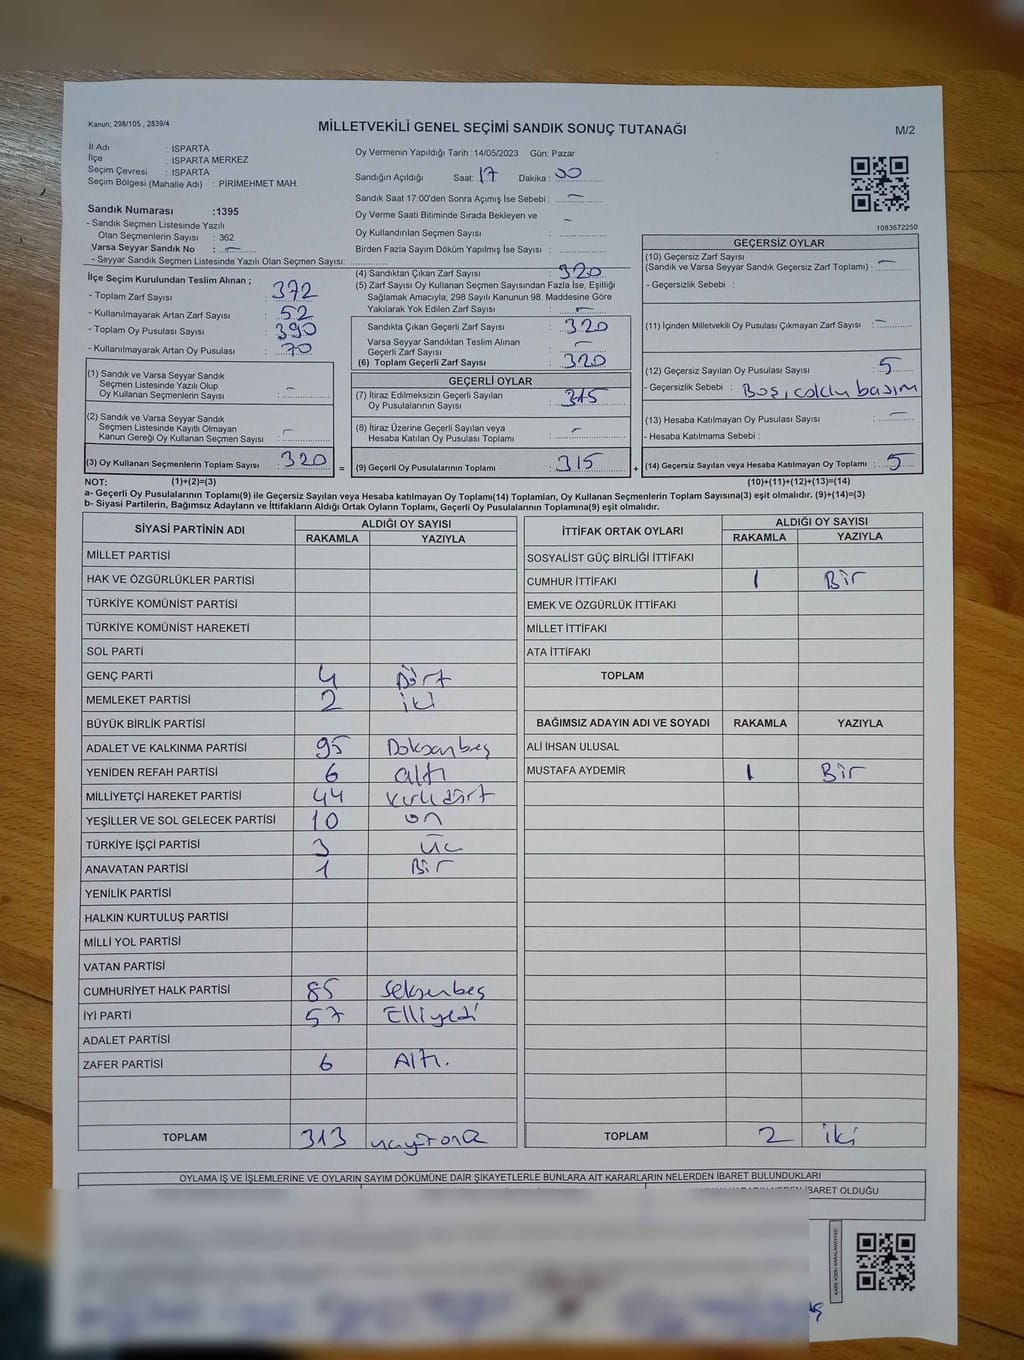 Kanun; 298/105 , 2839/4
MİLLETVEKİLİ GENEL SEÇİMİ SANDIK SONUÇ TUTANAĞI
M/2
İl Adı : ISPARTA
İlçe : ISPARTA MERKEZ
Seçim Çevresi : ISPARTA
Seçim Bölgesi (Mahalle Adı) : PİRİMEHMET MAH.
Sandık Numarası :1395
- Sandık Seçmen Listesinde Yazılı
Olan Seçmenlerin Sayısı : 362
Varsa Seyyar Sandık No : —
- Seyyar Sandık Seçmen Listesinde Yazılı Olan Seçmen Sayısı:
Oy Vermenin Yapıldığı Tarih :14/05/2023 Gün: Pazar
Sandığın Açıldığı Saat: 17 Dakika : 00
Sandık Saat 17:00'den Sonra Açımış İse Sebebi : —
Oy Verme Saati Bitiminde Sırada Bekleyen ve —
Oy Kullandırılan Seçmen Sayısı :
Birden Fazla Sayım Döküm Yapılmış İse Sayısı :
1083672250
İlçe Seçim Kurulundan Teslim Alınan ;
- Toplam Zarf Sayısı : 372
- Kullanılmayarak Artan Zarf Sayısı : 52
- Toplam Oy Pusulası Sayısı : 390
- Kullanılmayarak Artan Oy Pusulası : 70
(1) Sandık ve Varsa Seyyar Sandık
Seçmen Listesinde Yazılı Olup
Oy Kullanan Seçmenlerin Sayısı : —
(2) Sandık ve Varsa Seyyar Sandık
Seçmen Listesinde Kayıtlı Olmayan
Kanun Gereği Oy Kullanan Seçmen Sayısı : —
(3) Oy Kullanan Seçmenlerin Toplam Sayısı : 320
(4) Sandıktan Çıkan Zarf Sayısı : 320
(5) Zarf Sayısı Oy Kullanan Seçmen Sayısından Fazla İse, Eşitliği
Sağlamak Amacıyla; 298 Sayılı Kanunun 98. Maddesine Göre
Yakılarak Yok Edilen Zarf Sayısı : —
Sandıkta Çıkan Geçerli Zarf Sayısı : 320
Varsa Seyyar Sandıktan Teslim Alınan
Geçerli Zarf Sayısı : —
(6) Toplam Geçerli Zarf Sayısı : 320
GEÇERLİ OYLAR
(7) İtiraz Edilmeksizin Geçerli Sayılan
Oy Pusulalarının Sayısı : 315
(8) İtiraz Üzerine Geçerli Sayılan veya
Hesaba Katılan Oy Pusulası Toplamı : —
= (9) Geçerli Oy Pusulalarının Toplamı : 315
GEÇERSİZ OYLAR
(10) Geçersiz Zarf Sayısı
(Sandık ve Varsa Seyyar Sandık Geçersiz Zarf Toplamı) : —
- Geçersizlik Sebebi :
(11) İçinden Milletvekili Oy Pusulası Çıkmayan Zarf Sayısı : —
(12) Geçersiz Sayılan Oy Pusulası Sayısı : 5
- Geçersizlik Sebebi : Boş,
(13) Hesaba Katılmayan Oy Pusulası Sayısı : —
- Hesaba Katılmama Sebebi :
+ (14) Geçersiz Sayılan veya Hesaba Katılmayan Oy Toplamı : 5
NOT: (1)+(2)=(3) (10)+(11)+(12)+(13)=(14)
a- Geçerli Oy Pusulalarının Toplamı(9) ile Geçersiz Sayılan veya Hesaba katılmayan Oy Toplamı(14) Toplamları, Oy Kullanan Seçmenlerin Toplam Sayısına(3) eşit olmalıdır. (9)+(14)=(3)
b- Siyasi Partilerin, Bağımsız Adayların ve İttifakların Aldığı Ortak Oyların Toplamı, Geçerli Oy Pusulalarının Toplamına(9) eşit olmalıdır.
SİYASİ PARTİNİN ADI ALDIĞI OY SAYISI
RAKAMLA YAZIYLA
MİLLET PARTİSİ
HAK VE ÖZGÜRLÜKLER PARTİSİ
TÜRKİYE KOMÜNİST PARTİSİ
TÜRKİYE KOMÜNİST HAREKETİ
SOL PARTİ
GENÇ PARTİ 4 Dört
MEMLEKET PARTİSİ 2 iki
BÜYÜK BİRLİK PARTİSİ
ADALET VE KALKINMA PARTİSİ 95 Doksanbeş
YENİDEN REFAH PARTİSİ 6 altı
MİLLİYETÇİ HAREKET PARTİSİ 44 kırkdört
YEŞİLLER VE SOL GELECEK PARTİSİ 10 on
TÜRKİYE İŞÇİ PARTİSİ 3 Üç
ANAVATAN PARTİSİ 1 Bir
YENİLİK PARTİSİ
HALKIN KURTULUŞ PARTİSİ
MİLLİ YOL PARTİSİ
VATAN PARTİSİ
CUMHURİYET HALK PARTİSİ 85 Seksenbeş
İYİ PARTİ 57 Elliyedi
ADALET PARTİSİ
ZAFER PARTİSİ 6 Altı.
TOPLAM 313
İTTİFAK ORTAK OYLARI ALDIĞI OY SAYISI
RAKAMLA YAZIYLA
SOSYALİST GÜÇ BİRLİĞİ İTTİFAKI
CUMHUR İTTİFAKI 1 Bir
EMEK VE ÖZGÜRLÜK İTTİFAKI
MİLLET İTTİFAKI
ATA İTTİFAKI
TOPLAM
BAĞIMSIZ ADAYIN ADI VE SOYADI RAKAMLA YAZIYLA
ALİ İHSAN ULUSAL
MUSTAFA AYDEMİR 1 Bir
TOPLAM 2 iki
OYLAMA İŞ VE İŞLEMLERİNE VE OYLARIN SAYIM DÖKÜMÜNE DAİR ŞİKAYETLERLE BUNLARA AİT KARARLARIN NELERDEN İBARET BULUNDUKLARI
İBARET OLDUĞU
KARE KODU KARALAMAYINIZ!